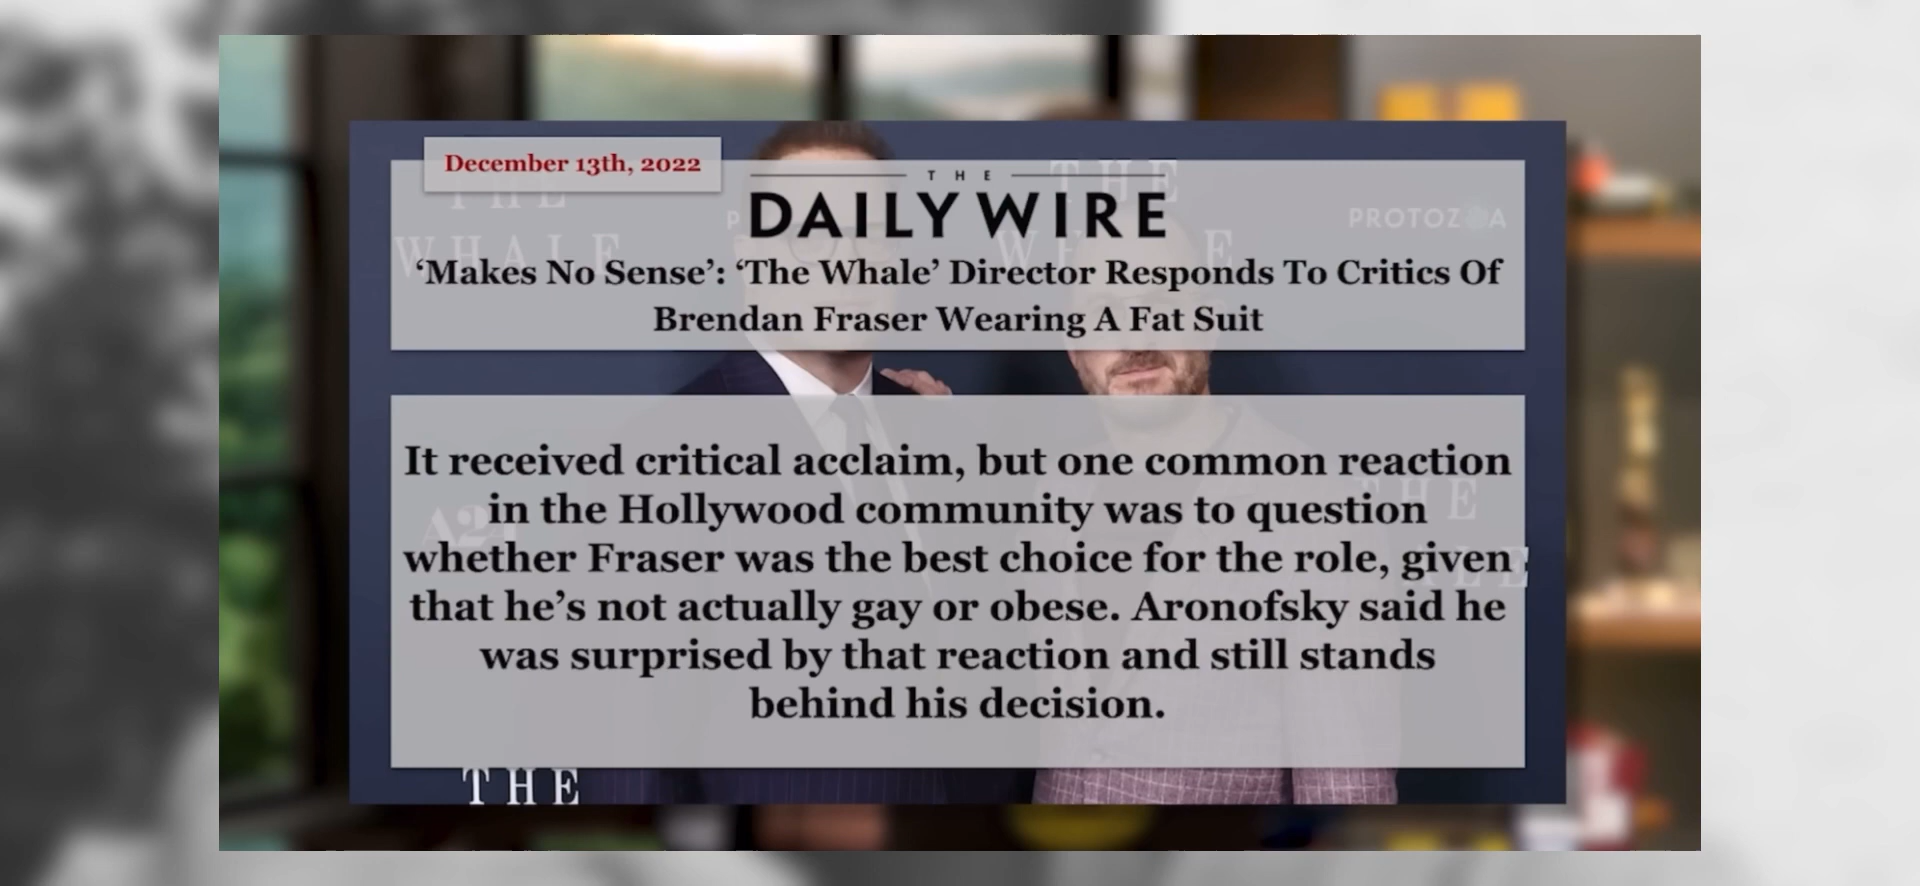 December 13th, 2022
THE
DAILY WIRE
‘Makes No Sense’: ‘The Whale’ Director Responds To Critics Of
Brendan Fraser Wearing A Fat Suit
THE
WHALE
THE
PROTOZOA
It received critical acclaim, but one common reaction
in the Hollywood community was to question
whether Fraser was the best choice for the role, given
that he’s not actually gay or obese. Aronofsky said he
was surprised by that reaction and still stands
behind his decision.
THE